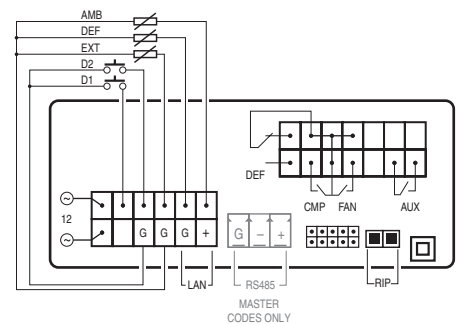 AMB
DEF
EXT
D2
D1
DEF
CMP FAN AUX
12
G G G +
G − +
LAN RS485 RIP
MASTER
CODES ONLY